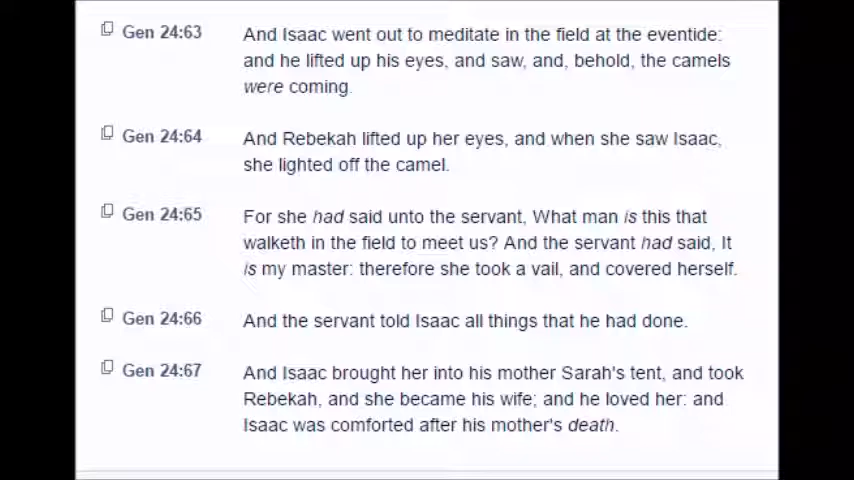 Gen 24:63 And Isaac went out to meditate in the field at the eventide:
and he lifted up his eyes, and saw, and, behold, the camels
were coming.
Gen 24:64 And Rebekah lifted up her eyes, and when she saw Isaac,
she lighted off the camel.
Gen 24:65 For she had said unto the servant, What man is this that
walketh in the field to meet us? And the servant had said, It
is my master: therefore she took a vail, and covered herself.
Gen 24:66 And the servant told Isaac all things that he had done.
Gen 24:67 And Isaac brought her into his mother Sarah's tent, and took
Rebekah, and she became his wife; and he loved her: and
Isaac was comforted after his mother's death.